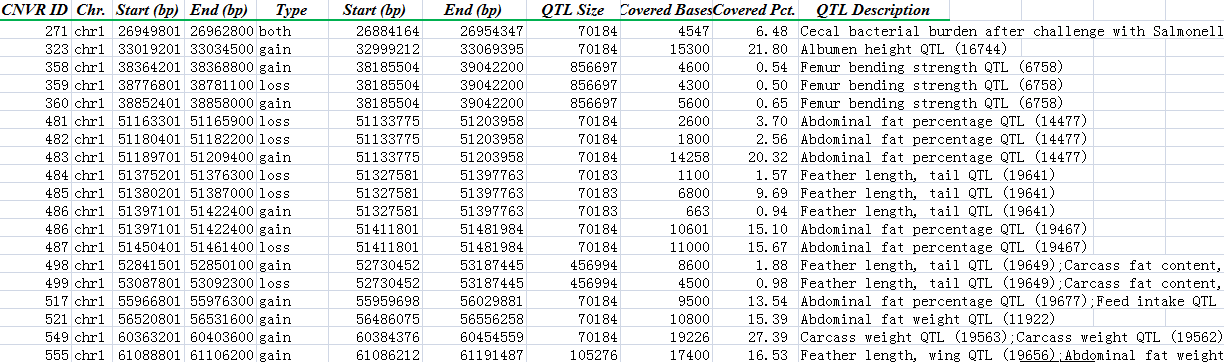 CNVR ID Chr. Start (bp) End (bp) Type Start (bp) End (bp) QTL Size Covered Bases Covered Pct. QTL Description
271 chr1 26949801 26962800 both 26884164 26954347 70184 4547 6.48 Cecal bacterial burden after challenge with Salmonell
323 chr1 33019201 33034500 gain 32999212 33069395 70184 15300 21.80 Albumen height QTL (16744)
358 chr1 38364201 38368800 gain 38185504 39042200 856697 4600 0.54 Femur bending strength QTL (6758)
359 chr1 38776801 38781100 loss 38185504 39042200 856697 4300 0.50 Femur bending strength QTL (6758)
360 chr1 38852401 38858000 gain 38185504 39042200 856697 5600 0.65 Femur bending strength QTL (6758)
481 chr1 51163301 51165900 loss 51133775 51203958 70184 2600 3.70 Abdominal fat percentage QTL (14477)
482 chr1 51180401 51182200 loss 51133775 51203958 70184 1800 2.56 Abdominal fat percentage QTL (14477)
483 chr1 51189701 51209400 gain 51133775 51203958 70184 14258 20.32 Abdominal fat percentage QTL (14477)
484 chr1 51375201 51376300 loss 51327581 51397763 70183 1100 1.57 Feather length, tail QTL (19641)
485 chr1 51380201 51387000 loss 51327581 51397763 70183 6800 9.69 Feather length, tail QTL (19641)
486 chr1 51397101 51422400 gain 51327581 51397763 70183 663 0.94 Feather length, tail QTL (19641)
486 chr1 51397101 51422400 gain 51411801 51481984 70184 10601 15.10 Abdominal fat percentage QTL (19467)
487 chr1 51450401 51461400 loss 51411801 51481984 70184 11000 15.67 Abdominal fat percentage QTL (19467)
498 chr1 52841501 52850100 gain 52730452 53187445 456994 8600 1.88 Feather length, tail QTL (19649);Carcass fat content,
499 chr1 53087801 53092300 loss 52730452 53187445 456994 4500 0.98 Feather length, tail QTL (19649);Carcass fat content,
517 chr1 55966801 55976300 gain 55959698 56029881 70184 9500 13.54 Abdominal fat percentage QTL (19677);Feed intake QTL
521 chr1 56520801 56531600 gain 56486075 56556258 70184 10800 15.39 Abdominal fat weight QTL (11922)
549 chr1 60363201 60403600 gain 60384376 60454559 70184 19226 27.39 Carcass weight QTL (19563);Carcass weight QTL (19562)
555 chr1 61088801 61106200 gain 61086212 61191487 105276 17400 16.53 Feather length, wing QTL (19656);Abdominal fat weigh